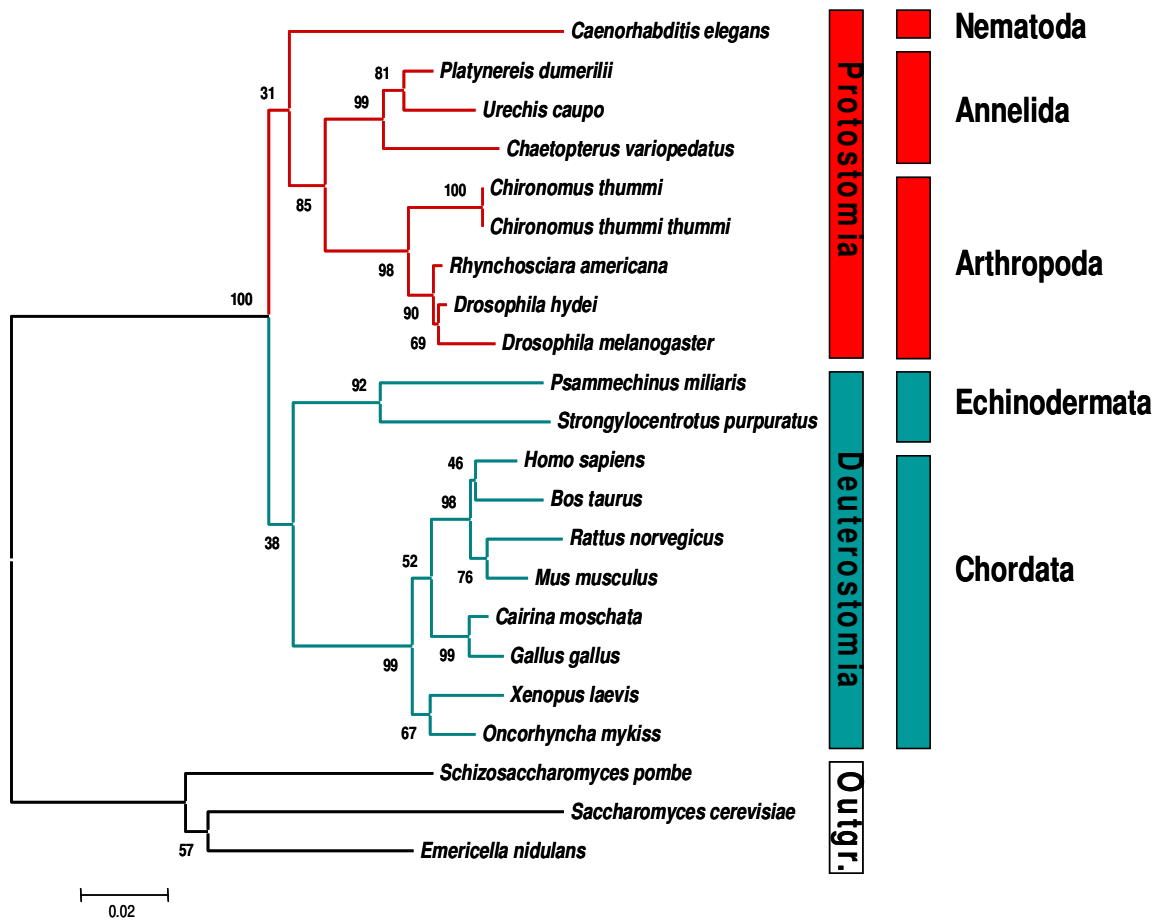 Caenorhabditis elegans
Platynereis dumerilii
Urechis caupo
Chaetopterus variopedatus
Chironomus thummi
Chironomus thummi thummi
Rhynchosciara americana
Drosophila hydei
Drosophila melanogaster
Psammechinus miliaris
Strongylocentrotus purpuratus
Homo sapiens
Bos taurus
Rattus norvegicus
Mus musculus
Cairina moschata
Gallus gallus
Xenopus laevis
Oncorhyncha mykiss
Schizosaccharomyces pombe
Saccharomyces cerevisiae
Emericella nidulans
31
81
99
85
100
98
90
69
100
92
38
46
98
76
52
99
99
67
57
0.02
Protostomia
Deuterostomia
Outgr.
Nematoda
Annelida
Arthropoda
Echinodermata
Chordata